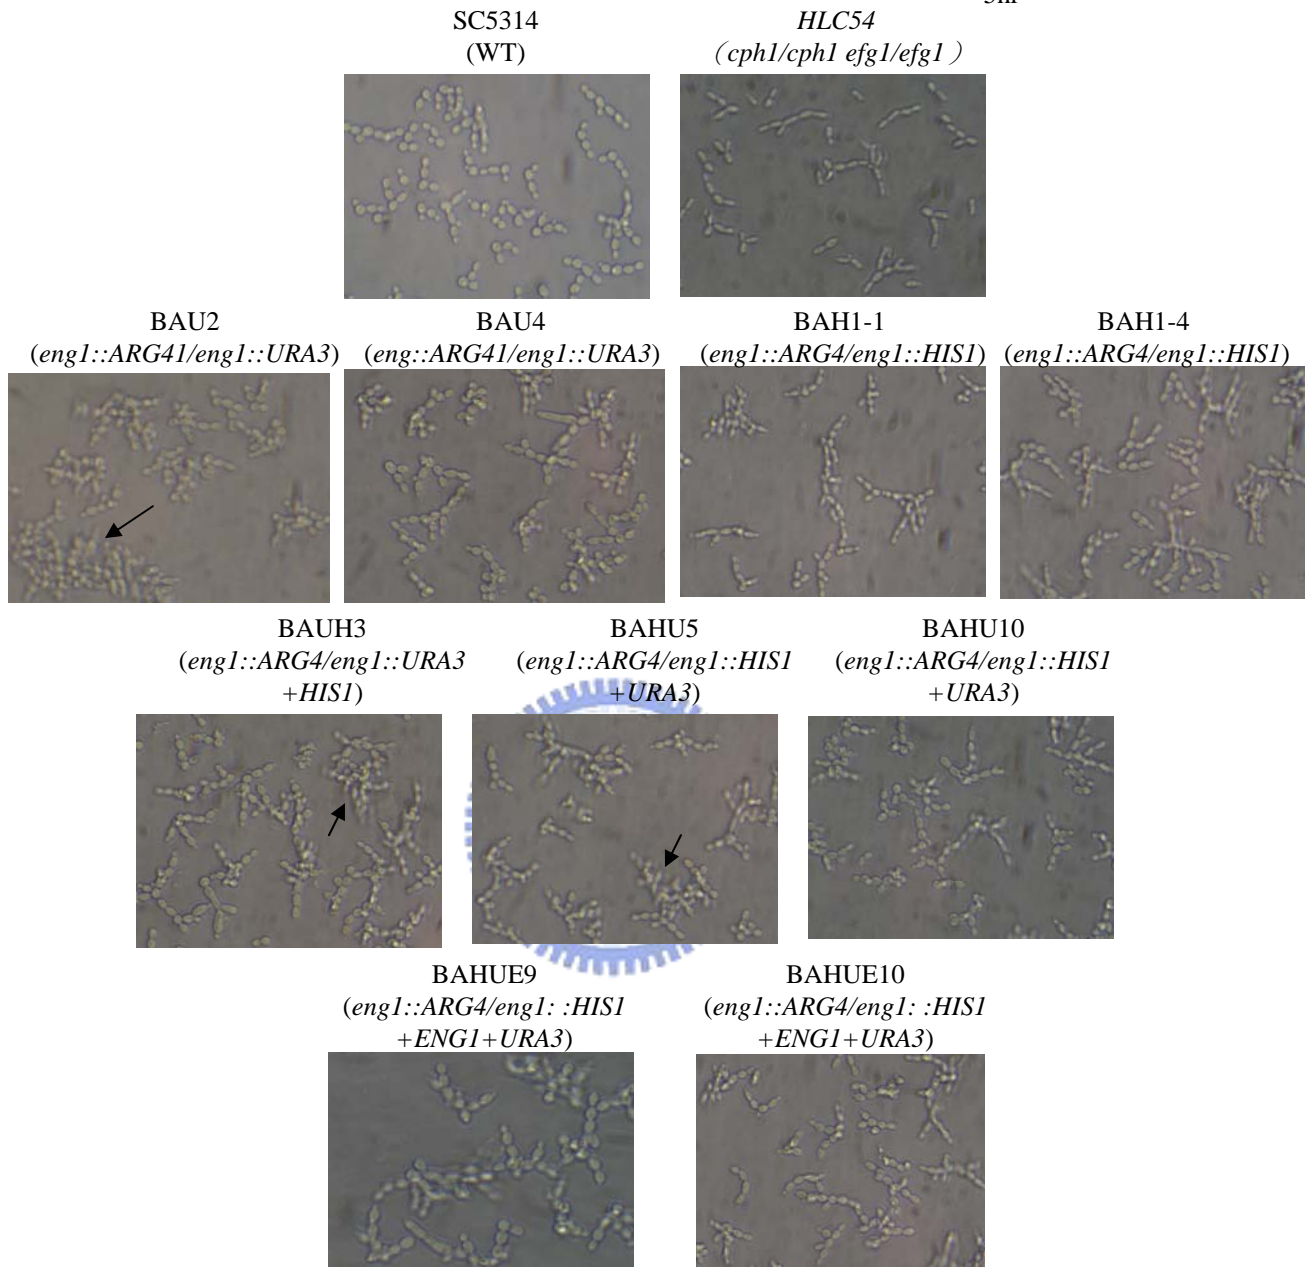 SC5314
(WT)
HLC54
（cph1/cph1 efg1/efg1）
BAU2
(eng1::ARG41/eng1::URA3)
BAU4
(eng::ARG41/eng1::URA3)
BAH1-1
(eng1::ARG4/eng1::HIS1)
BAH1-4
(eng1::ARG4/eng1::HIS1)
BAUH3
(eng1::ARG4/eng1::URA3
+HIS1)
BAHU5
(eng1::ARG4/eng1::HIS1
+URA3)
BAHU10
(eng1::ARG4/eng1::HIS1
+URA3)
BAHUE9
(eng1::ARG4/eng1: :HIS1
+ENG1+URA3)
BAHUE10
(eng1::ARG4/eng1: :HIS1
+ENG1+URA3)